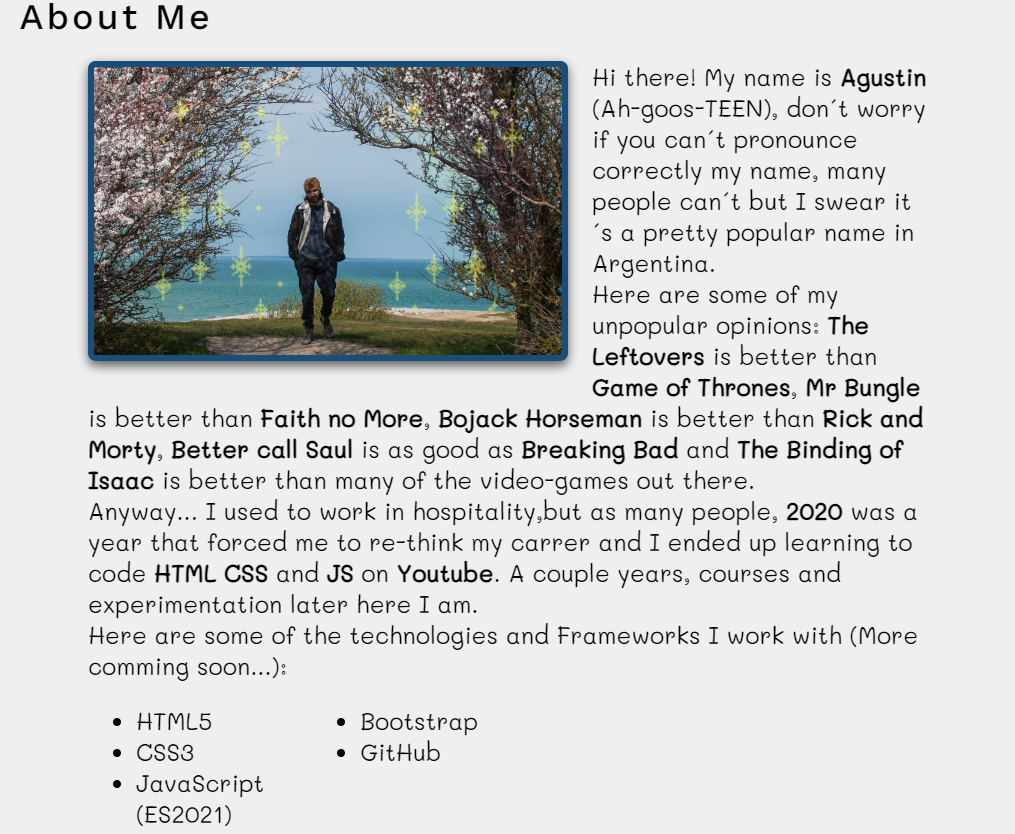 About Me
Hi there! My name is Agustin
(Ah-goos-TEEN), don´t worry
if you can´t pronounce
correctly my name, many
people can´t but I swear it
´s a pretty popular name in
Argentina.
Here are some of my
unpopular opinions: The
Leftovers is better than
Game of Thrones, Mr Bungle
is better than Faith no More, Bojack Horseman is better than Rick and
Morty, Better call Saul is as good as Breaking Bad and The Binding of
Isaac is better than many of the video-games out there.
Anyway... I used to work in hospitality,but as many people, 2020 was a
year that forced me to re-think my carrer and I ended up learning to
code HTML CSS and JS on Youtube. A couple years, courses and
experimentation later here I am.
Here are some of the technologies and Frameworks I work with (More
comming soon...):
• HTML5
• CSS3
• JavaScript
(ES2021)
• Bootstrap
• GitHub